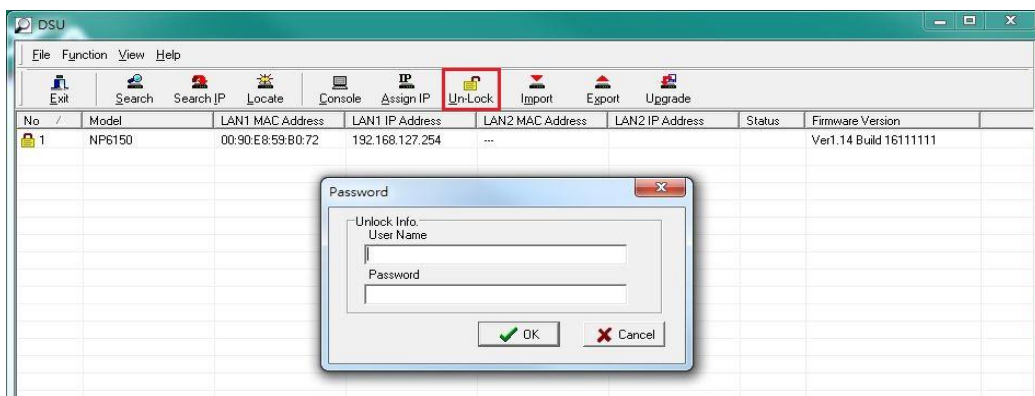 DSU
File Function View Help
Exit Search Search IP Locate Console Assign IP Un-Lock Import Export Upgrade
No / Model LAN1 MAC Address LAN1 IP Address LAN2 MAC Address LAN2 IP Address Status Firmware Version
1 NP6150 00:90:E8:59:B0:72 192.168.127.254 --- Ver1.14 Build 16111111
Password
Unlock Info.
User Name
Password
OK Cancel